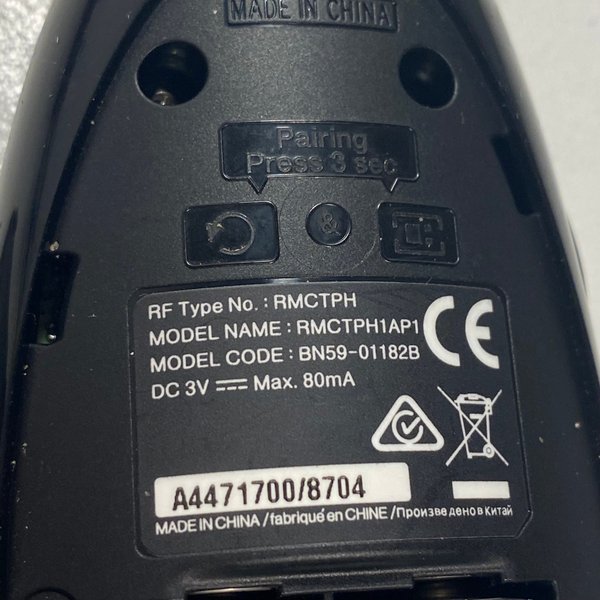 MADE IN CHINA
Pairing
Press 3 sec
&
RF Type No. : RMCTPH
MODEL NAME : RMCTPH1AP1
MODEL CODE : BN59-01182B
DC 3V ⎓ Max. 80mA
CE
A4471700/8704
MADE IN CHINA / fabriqué en CHINE / Произведено в Китай